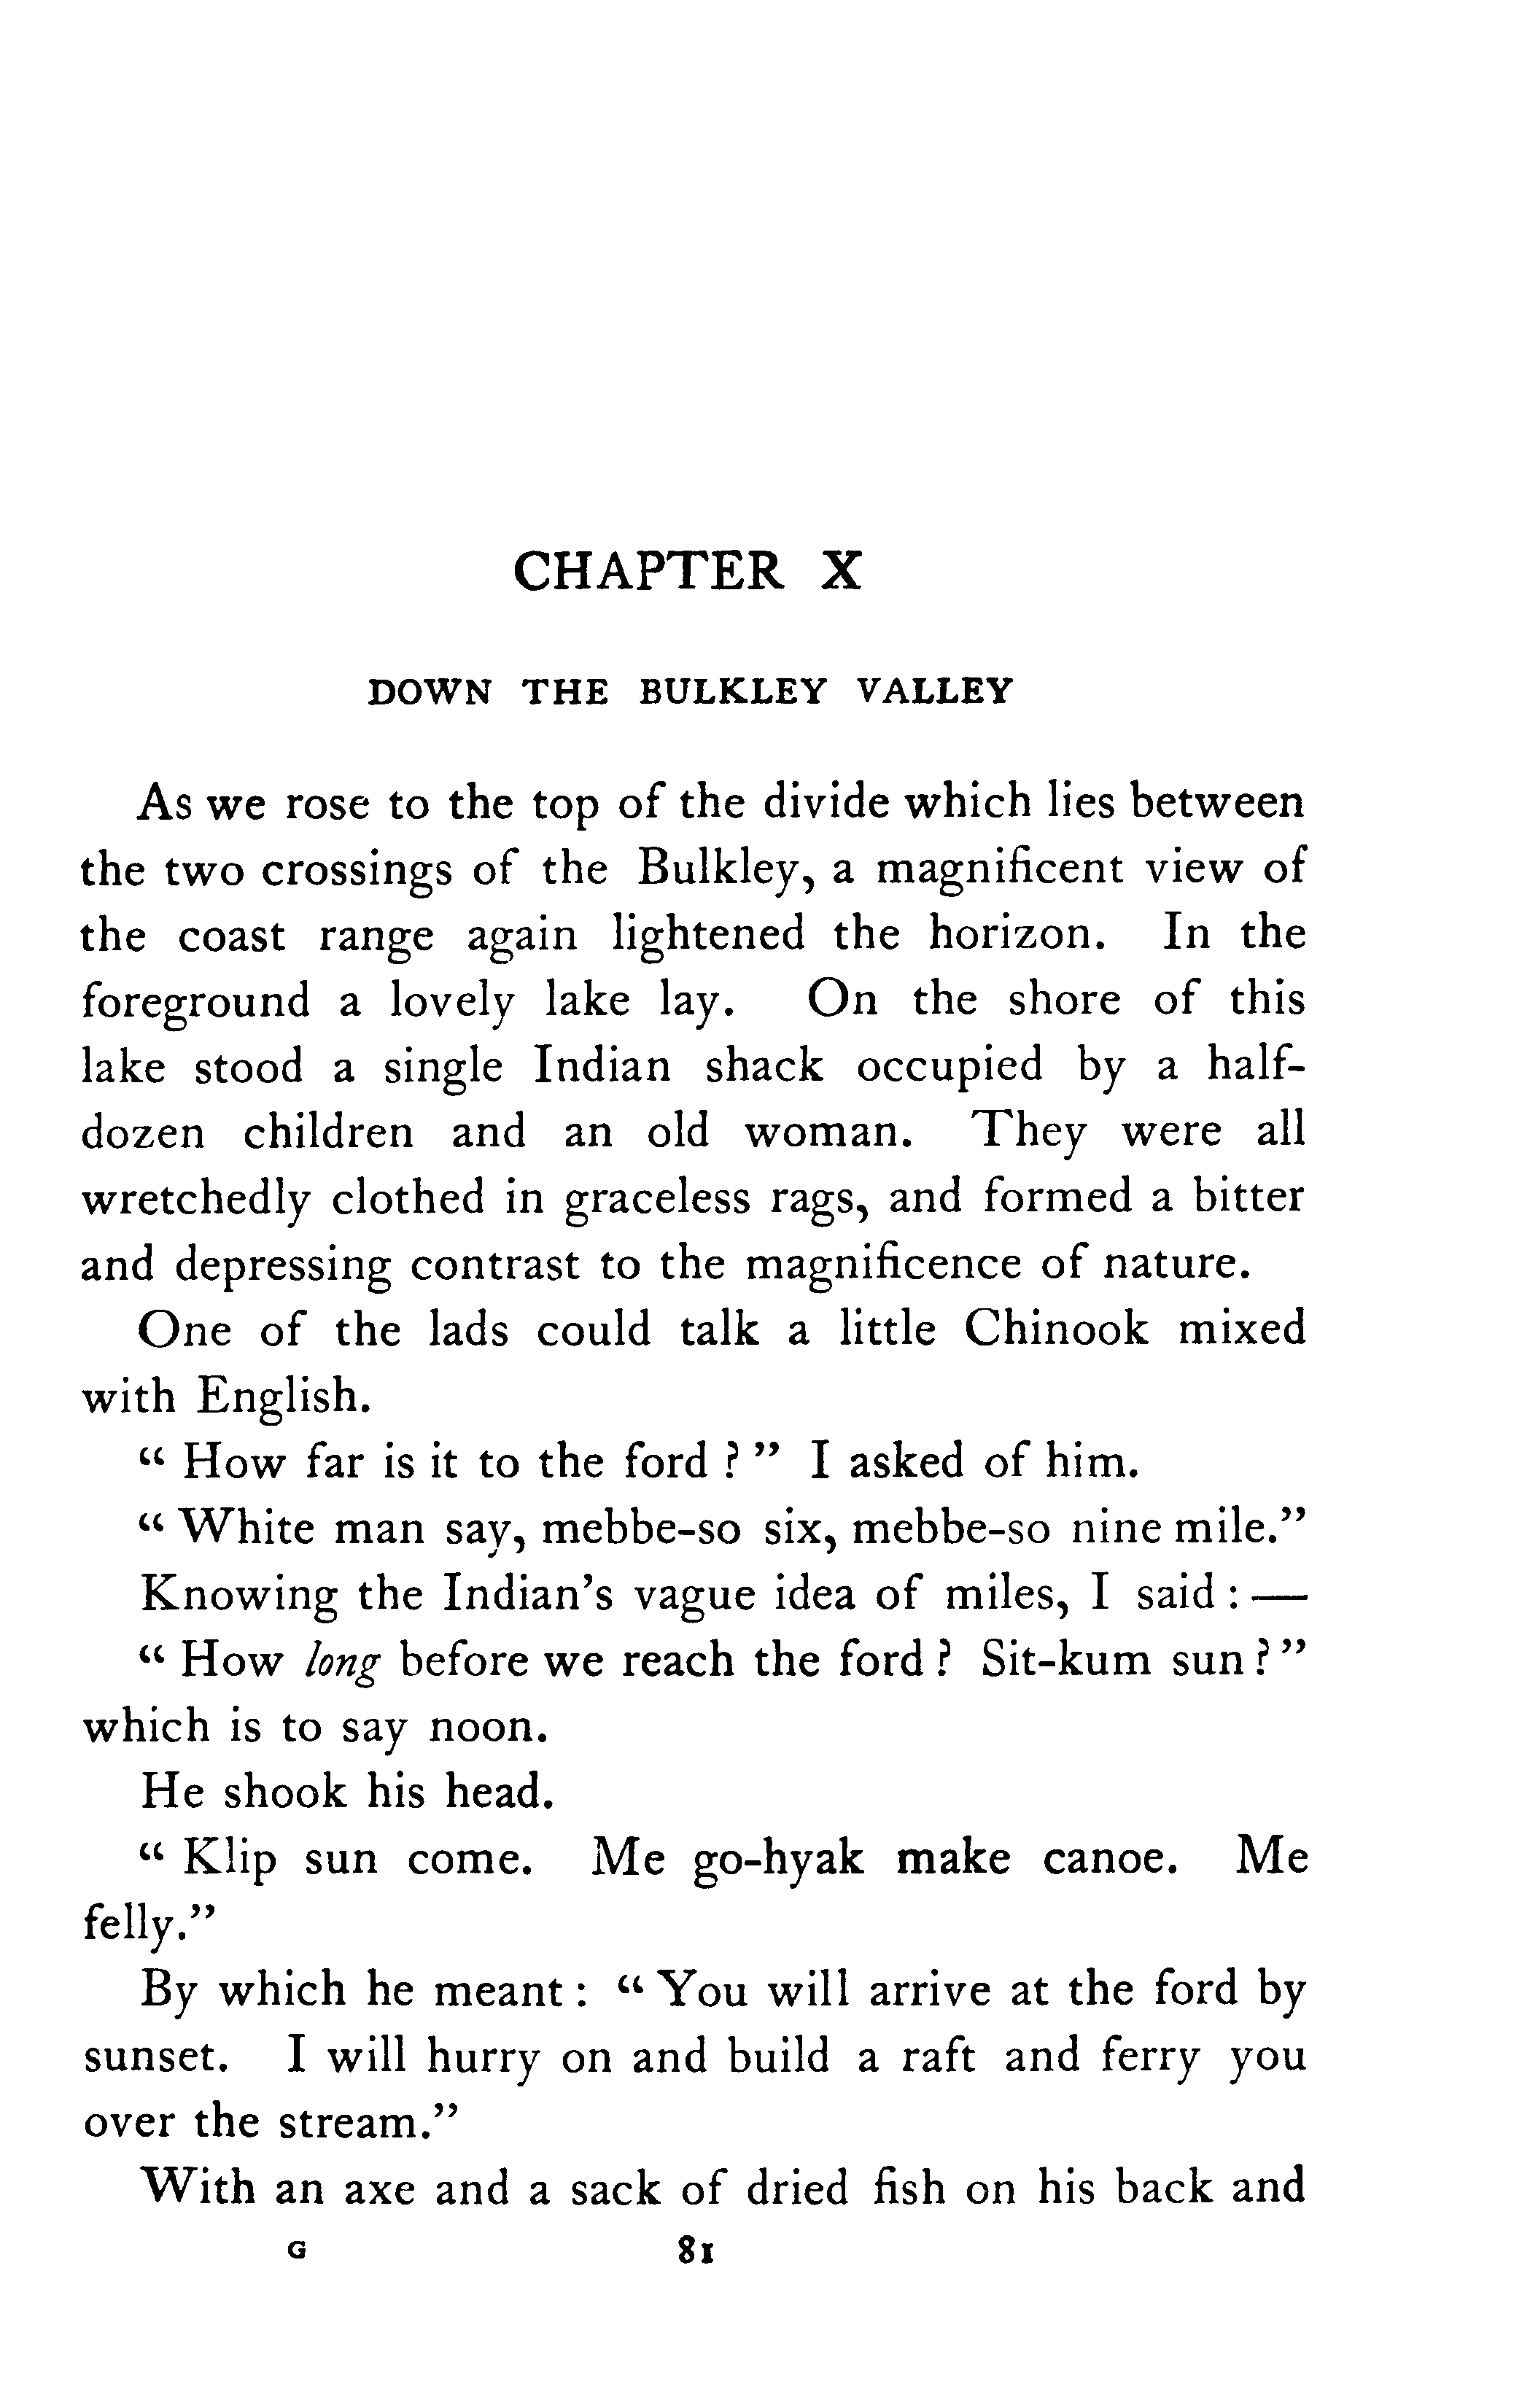 CHAPTER X
DOWN THE BULKLEY VALLEY
As we rose to the top of the divide which lies between
the two crossings of the Bulkley, a magnificent view of
the coast range again lightened the horizon. In the
foreground a lovely lake lay. On the shore of this
lake stood a single Indian shack occupied by a half-
dozen children and an old woman. They were all
wretchedly clothed in graceless rags, and formed a bitter
and depressing contrast to the magnificence of nature.
One of the lads could talk a little Chinook mixed
with English.
“ How far is it to the ford ? ” I asked of him.
“ White man say, mebbe-so six, mebbe-so nine mile.”
Knowing the Indian’s vague idea of miles, I said : —
“ How long before we reach the ford ? Sit-kum sun ? ”
which is to say noon.
He shook his head.
“ Klip sun come. Me go-hyak make canoe. Me
felly.”
By which he meant : “ You will arrive at the ford by
sunset. I will hurry on and build a raft and ferry you
over the stream.”
With an axe and a sack of dried fish on his back and
G 81